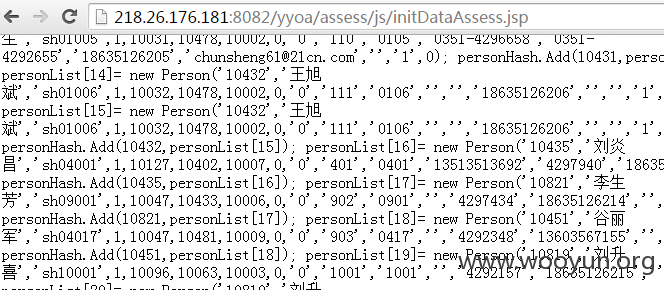 218.26.176.181:8082/yyoa/assess/js/initDataAssess.jsp
生','sh01005',1,10031,10478,10002,0,'0','110','0105','0351-4296658','0351-
4292655','18635126205','chunsheng61@21cn.com','','1',0); personHash.Add(10431,perso
personList[14]= new Person('10432','王旭
斌','sh01006',1,10031,10478,10002,0,'0','111','0106','','','18635126206','','','1',
personList[15]= new Person('10432','王旭
斌','sh01006',1,10031,10478,10002,0,'0','111','0106','','','18635126206','','','1',
personHash.Add(10432,personList[15]); personList[16]= new Person('10435','刘炎
昌','sh04001',1,10127,10402,10007,0,'0','401','0401','13513513692','4297940','18635
personHash.Add(10435,personList[16]); personList[17]= new Person('10821','李生
芳','sh09001',1,10047,10433,10006,0,'0','902','0901','','4297434','18635126214','',
personHash.Add(10821,personList[17]); personList[18]= new Person('10451','谷丽
军','sh04017',1,10047,10481,10009,0,'0','903','0417','','4292348','13603567155','',
personHash.Add(10451,personList[18]); personList[19]= new Person('10819','刘升
喜','sh10001',1,10096,10063,10003,0,'0','1001','1001','','4292157','18635126215','',
www.wooyun.org